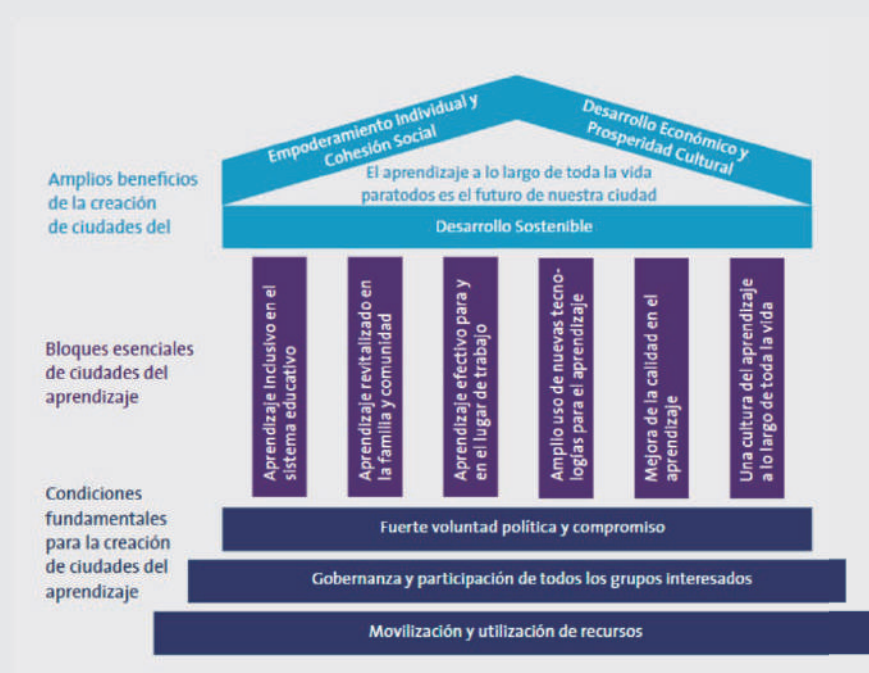 Empoderamiento Individual y
Cohesión Social
Desarrollo Económico y
Prosperidad Cultural
El aprendizaje a lo largo de toda la vida
paratodos es el futuro de nuestra ciudad
Amplios beneficios
de la creación
de ciudades del
Desarrollo Sostenible
Bloques esenciales
de ciudades del
aprendizaje
Aprendizaje Inclusivo en el
sistema educativo
Aprendizaje revitalizado en
la familia y comunidad
Aprendizaje efectivo para y
en el lugar de trabajo
Amplio uso de nuevas tecno-
logías para el aprendizaje
Mejora de la calidad en el
aprendizaje
Una cultura del aprendizaje
a lo largo de toda la vida
Condiciones
fundamentales
para la creación
de ciudades del
aprendizaje
Fuerte voluntad política y compromiso
Gobernanza y participación de todos los grupos interesados
Movilización y utilización de recursos